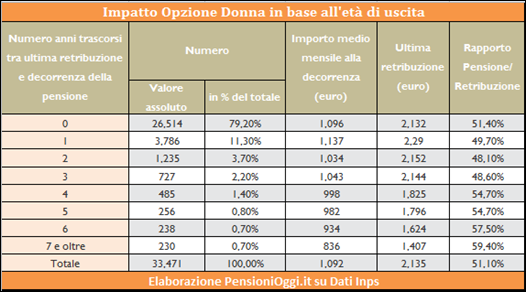 Impatto Opzione Donna in base all'età di uscita
Numero anni trascorsi tra ultima retribuzione e decorrenza della pensione | Numero | Importo medio mensile alla decorrenza (euro) | Ultima retribuzione (euro) | Rapporto Pensione/ Retribuzione
Valore assoluto | in % del totale
0 26,514 79,20% 1,096 2,132 51,40%
1 3,786 11,30% 1,137 2,29 49,70%
2 1,235 3,70% 1,034 2,152 48,10%
3 727 2,20% 1,043 2,144 48,60%
4 485 1,40% 998 1,825 54,70%
5 256 0,80% 982 1,796 54,70%
6 238 0,70% 934 1,624 57,50%
7 e oltre 230 0,70% 836 1,407 59,40%
Totale 33,471 100,00% 1,092 2,135 51,10%
Elaborazione PensioniOggi.it su Dati Inps